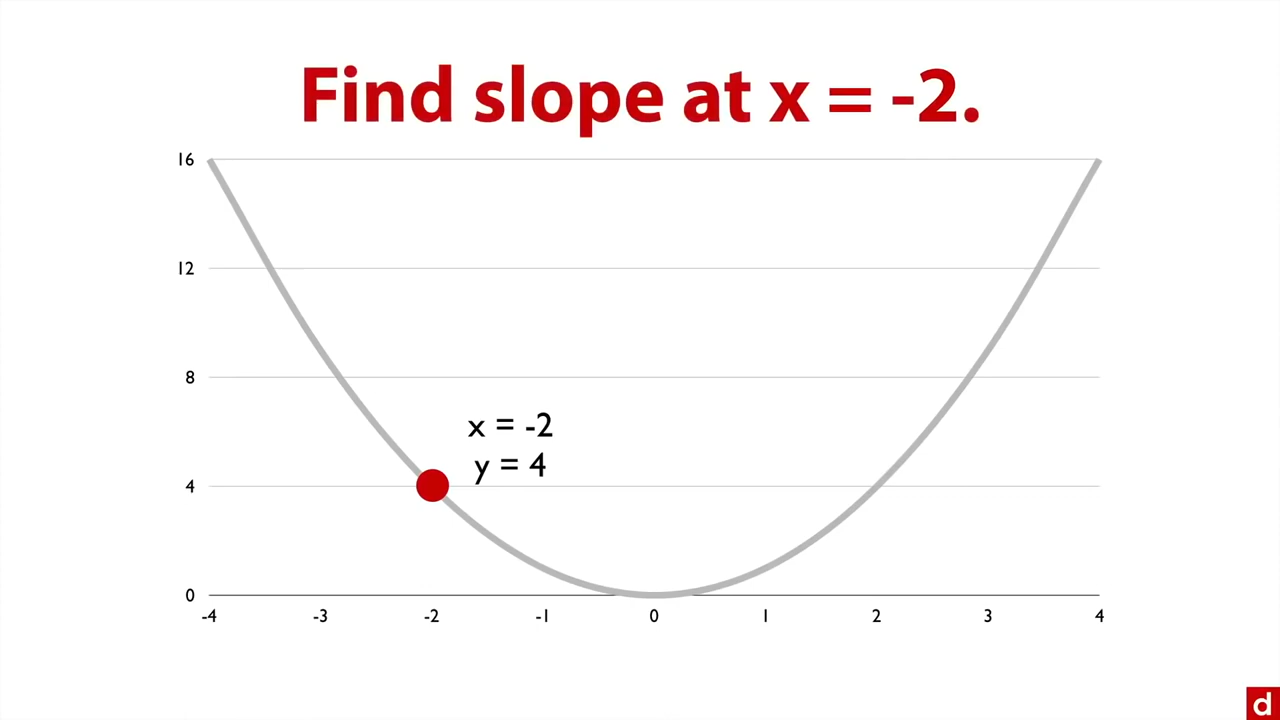 Find slope at x = -2.
16
12
8
x = -2
y = 4
4
0
-4 -3 -2 -1 0 1 2 3 4
d